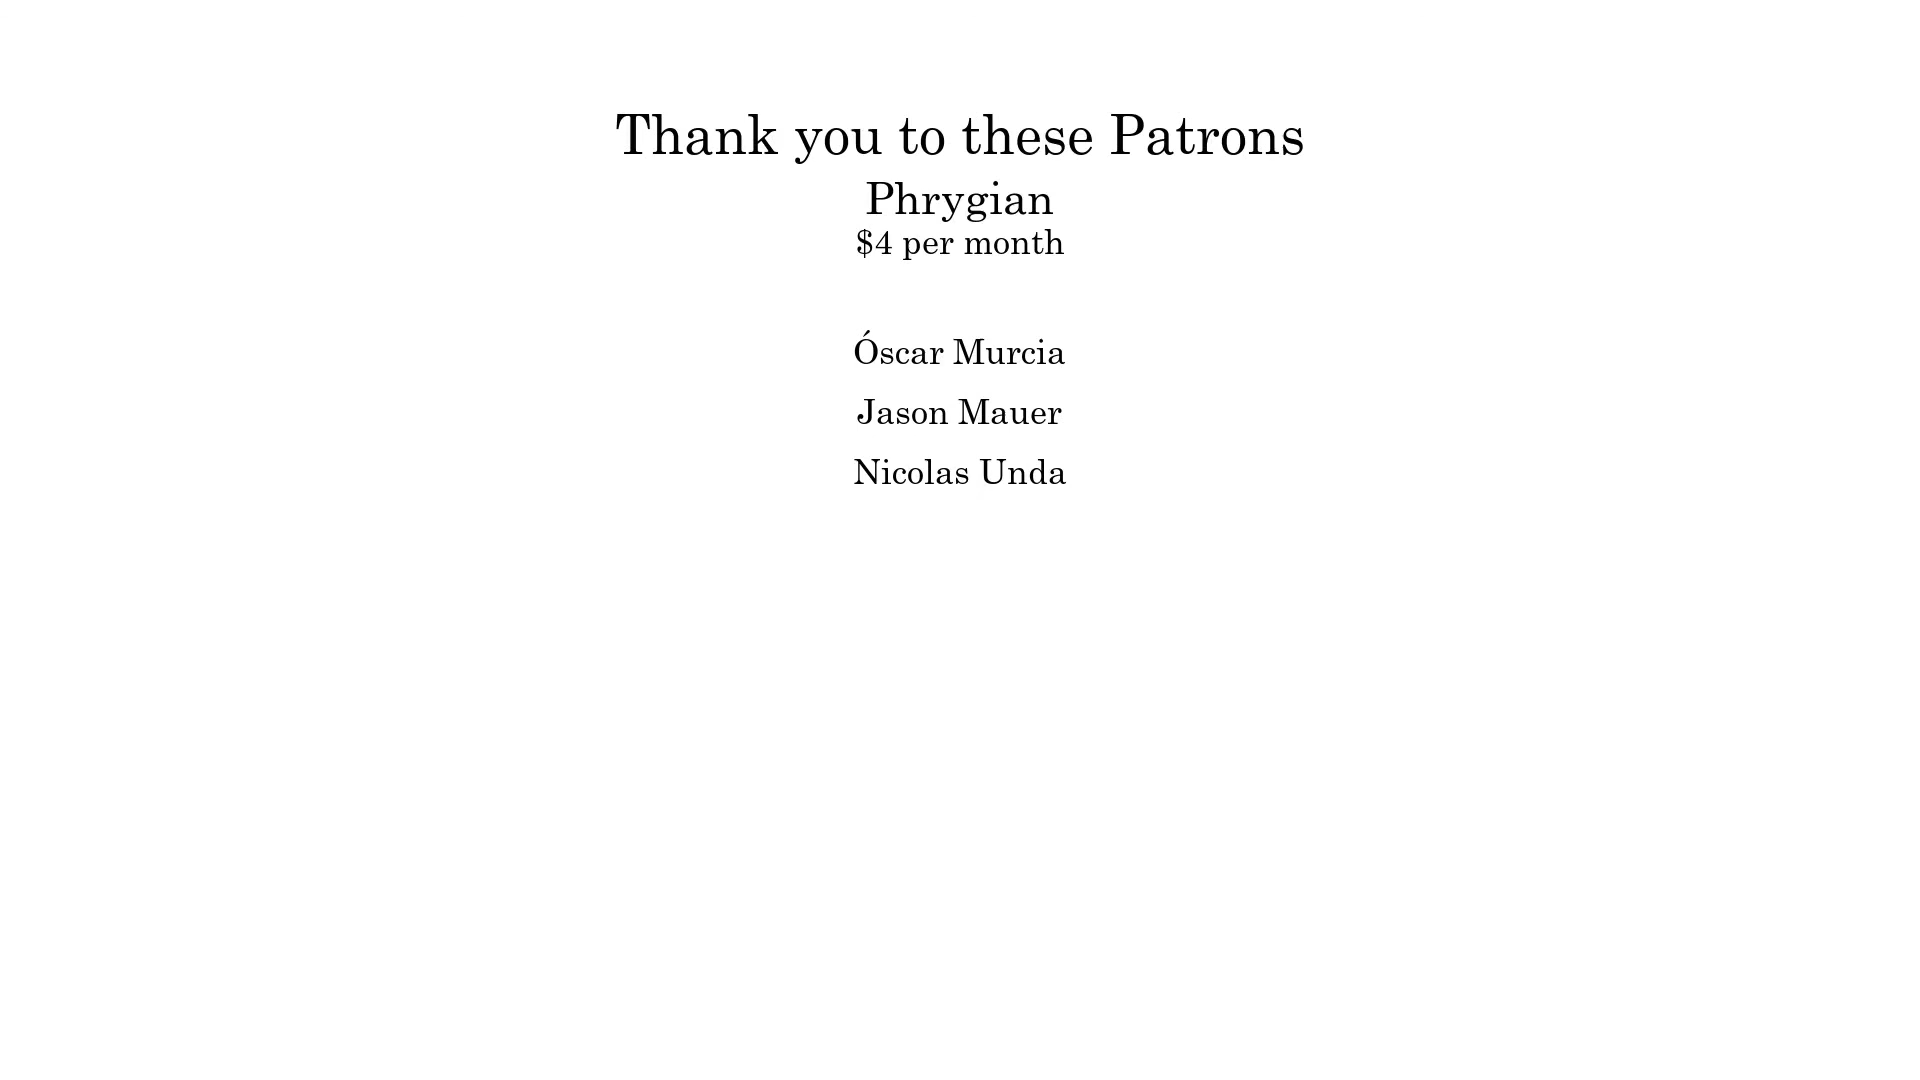 Thank you to these Patrons
Phrygian
$4 per month
Óscar Murcia
Jason Mauer
Nicolas Unda